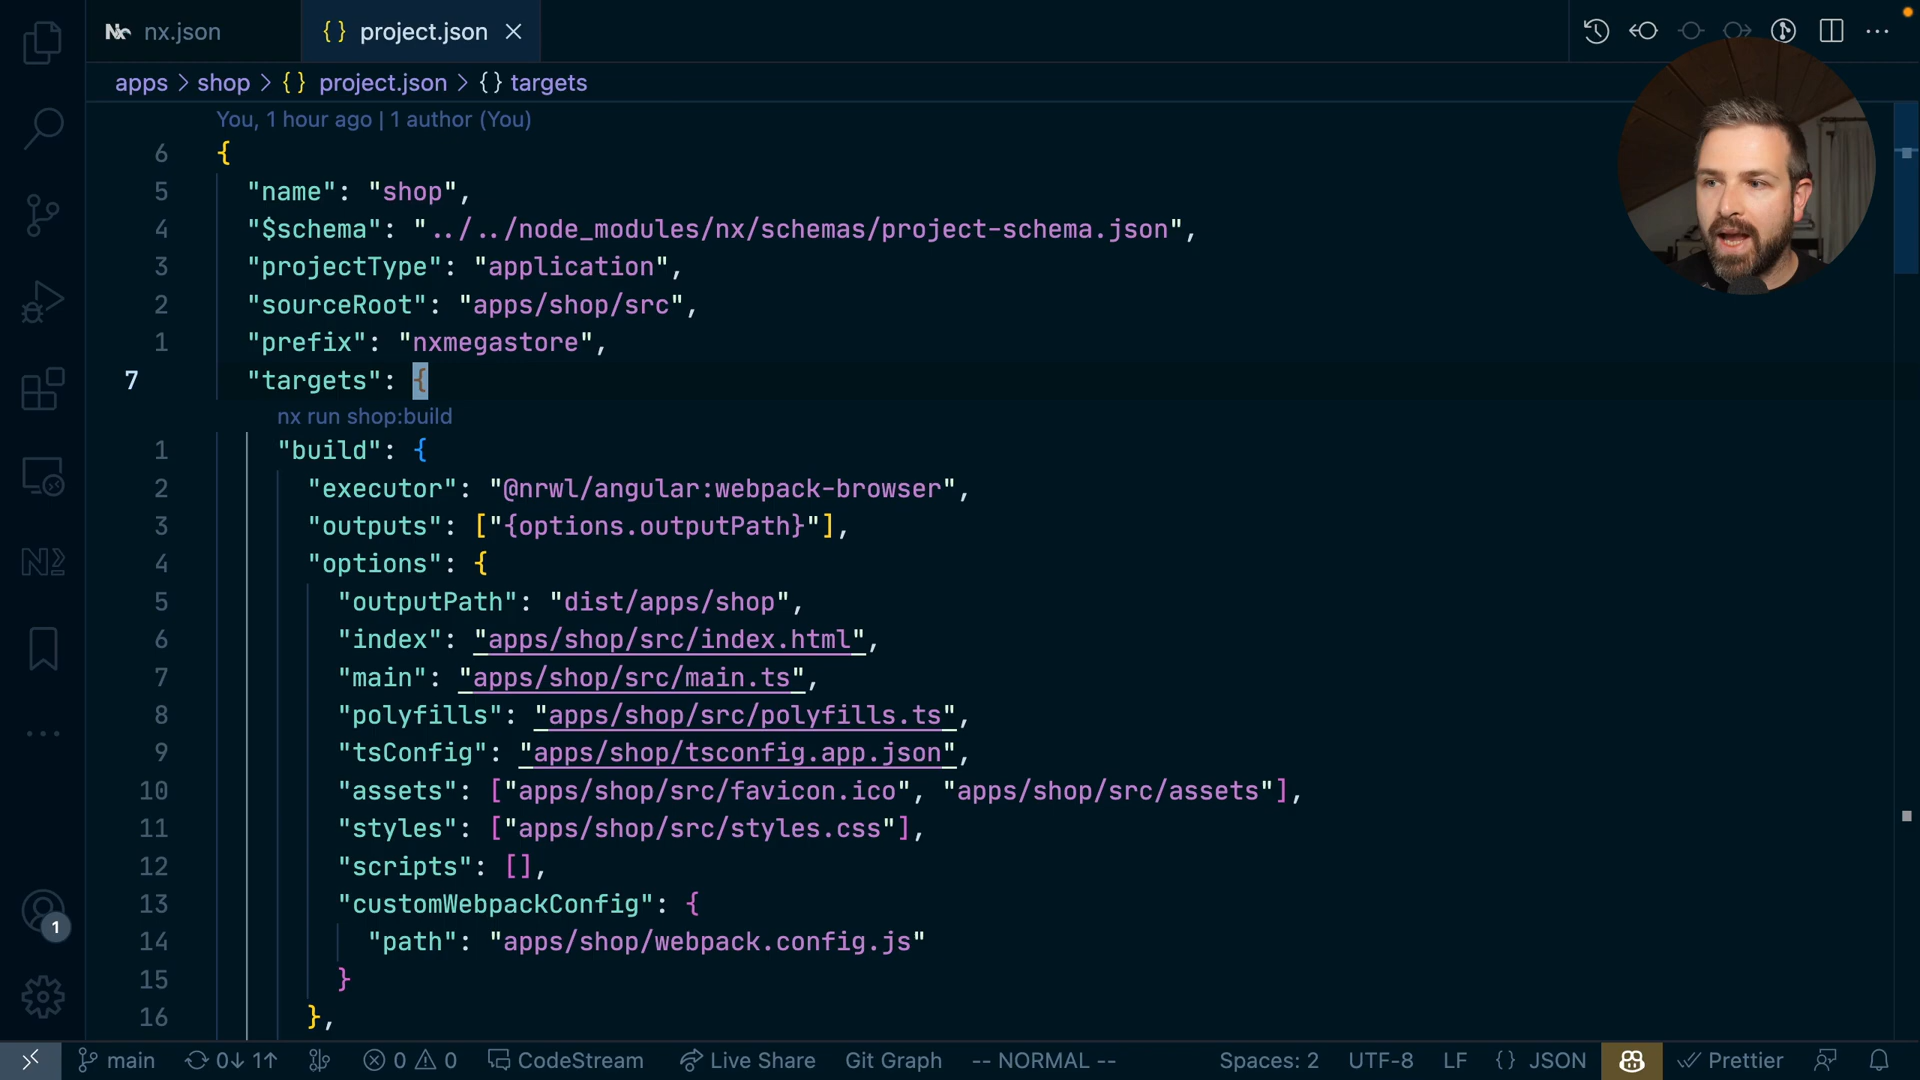 nx.json
{} project.json
apps > shop > {} project.json > {} targets
You, 1 hour ago | 1 author (You)
6 {
5 "name": "shop",
4 "$schema": "../../node_modules/nx/schemas/project-schema.json",
3 "projectType": "application",
2 "sourceRoot": "apps/shop/src",
1 "prefix": "nxmegastore",
7 "targets": {
nx run shop:build
1 "build": {
2 "executor": "@nrwl/angular:webpack-browser",
3 "outputs": ["{options.outputPath}"],
4 "options": {
5 "outputPath": "dist/apps/shop",
6 "index": "apps/shop/src/index.html",
7 "main": "apps/shop/src/main.ts",
8 "polyfills": "apps/shop/src/polyfills.ts",
9 "tsConfig": "apps/shop/tsconfig.app.json",
10 "assets": ["apps/shop/src/favicon.ico", "apps/shop/src/assets"],
11 "styles": ["apps/shop/src/styles.css"],
12 "scripts": [],
13 "customWebpackConfig": {
14 "path": "apps/shop/webpack.config.js"
15 }
16 },
1
main 0↓ 1↑ 0 0 CodeStream Live Share Git Graph -- NORMAL -- Spaces: 2 UTF-8 LF {} JSON Prettier